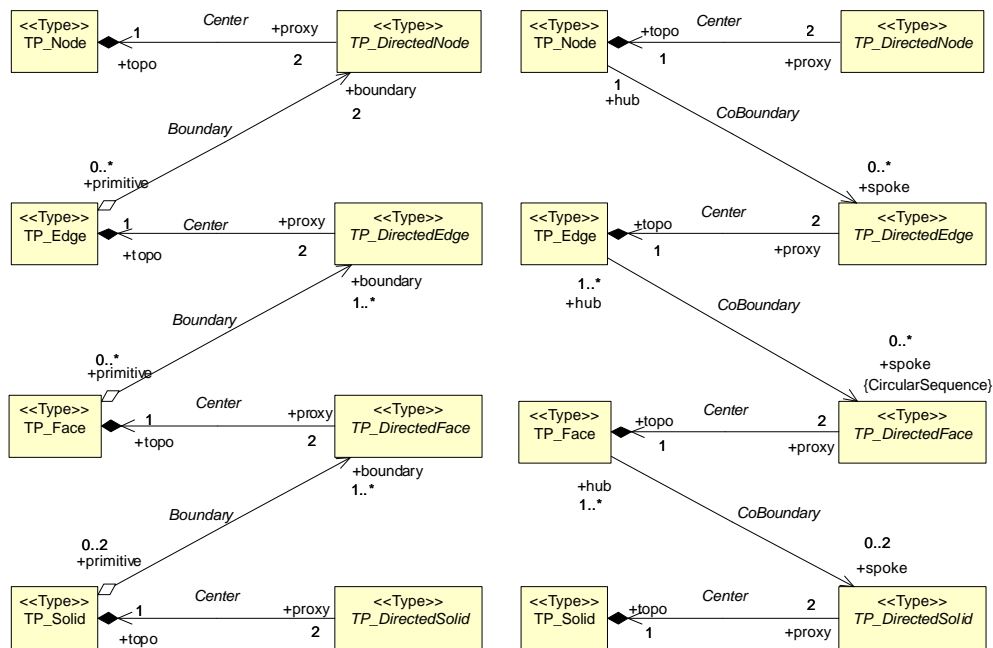 <<Type>>
TP_Node
1
+topo
Center
+proxy
2
<<Type>>
TP_DirectedNode
+boundary
2
Boundary
0..*
+primitive
<<Type>>
TP_Edge
1
+topo
Center
+proxy
2
<<Type>>
TP_DirectedEdge
+boundary
1..*
Boundary
0..*
+primitive
<<Type>>
TP_Face
1
+topo
Center
+proxy
2
<<Type>>
TP_DirectedFace
+boundary
1..*
Boundary
0..2
+primitive
<<Type>>
TP_Solid
1
+topo
Center
+proxy
2
<<Type>>
TP_DirectedSolid
<<Type>>
TP_Node
+topo
1
Center
2
+proxy
<<Type>>
TP_DirectedNode
1
+hub
CoBoundary
0..*
+spoke
<<Type>>
TP_Edge
+topo
1
Center
2
+proxy
<<Type>>
TP_DirectedEdge
1..*
+hub
CoBoundary
0..*
+spoke
{CircularSequence}
<<Type>>
TP_Face
+topo
1
Center
2
+proxy
<<Type>>
TP_DirectedFace
+hub
1..*
CoBoundary
0..2
+spoke
<<Type>>
TP_Solid
+topo
1
Center
2
+proxy
<<Type>>
TP_DirectedSolid